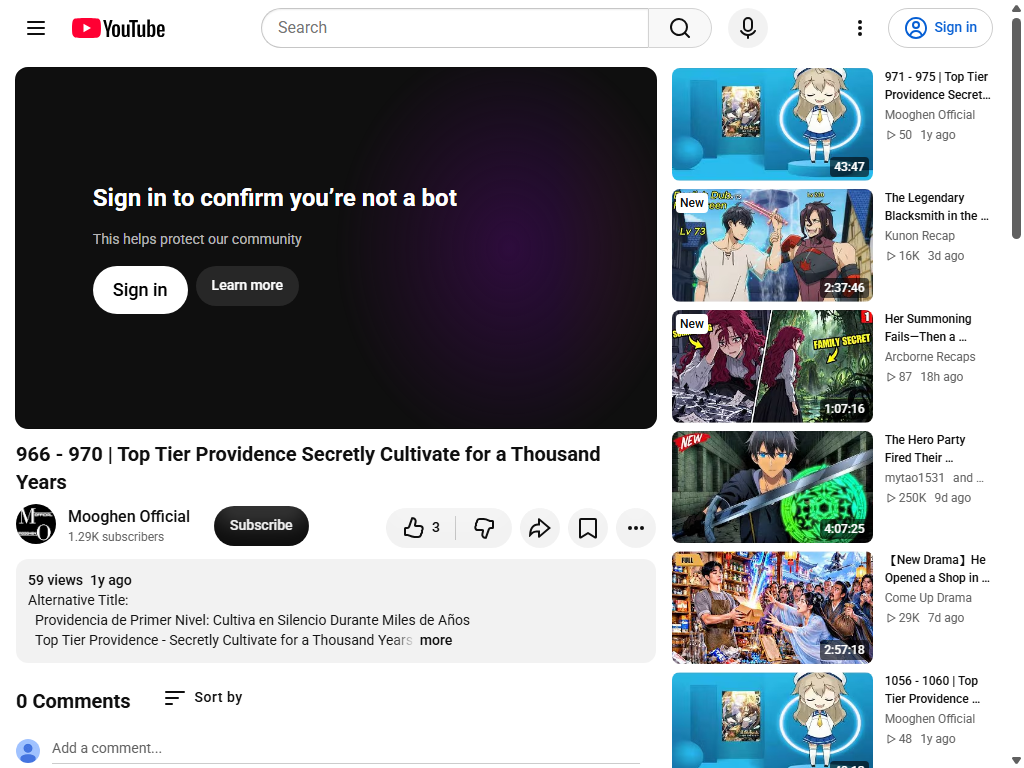 YouTube
Search
Sign in
Sign in to confirm you’re not a bot
This helps protect our community
Sign in
Learn more
966 - 970 | Top Tier Providence Secretly Cultivate for a Thousand
Years
Mooghen Official
1.29K subscribers
Subscribe
3
59 views 1y ago
Alternative Title:
Providencia de Primer Nivel: Cultiva en Silencio Durante Miles de Años
Top Tier Providence - Secretly Cultivate for a Thousand Years more
0 Comments
Sort by
Add a comment...
43:47
971 - 975 | Top Tier
Providence Secret…
Mooghen Official
50 1y ago
New
Lv 73
2:37:46
The Legendary
Blacksmith in the …
Kunon Recap
16K 3d ago
New
FAMILY SECRET
1
1:07:16
Her Summoning
Fails—Then a …
Arcborne Recaps
87 18h ago
NEW
4:07:25
The Hero Party
Fired Their …
mytao1531 and …
250K 9d ago
FULL
2:57:18
【New Drama】He
Opened a Shop in …
Come Up Drama
29K 7d ago
1056 - 1060 | Top
Tier Providence …
Mooghen Official
48 1y ago